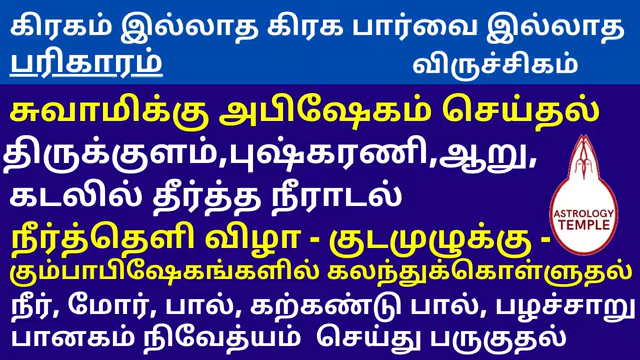 கிரகம் இல்லாத கிரக பார்வை இல்லாத
பரிகாரம் விருச்சிகம்
சுவாமிக்கு அபிஷேகம் செய்தல்
திருக்குளம்,புஷ்கரணி,ஆறு,
கடலில் தீர்த்த நீராடல்
நீர்த்தெளி விழா - குடமுழுக்கு -
கும்பாபிஷேகங்களில் கலந்துக்கொள்ளுதல்
நீர், மோர், பால், கற்கண்டு பால், பழச்சாறு
பானகம் நிவேத்யம் செய்து பருகுதல்
ASTROLOGY
TEMPLE